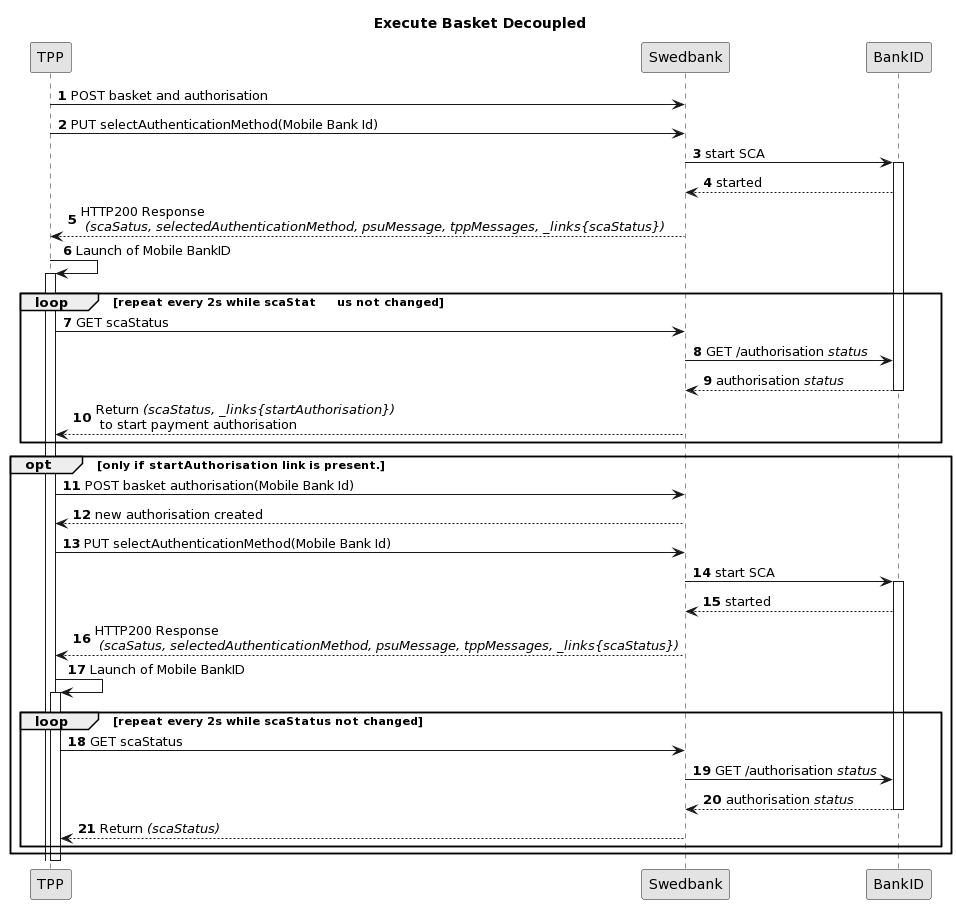 Execute Basket Decoupled
TPP Swedbank BankID
1 POST basket and authorisation
2 PUT selectAuthenticationMethod(Mobile Bank Id)
3 start SCA
4 started
5 HTTP200 Response
(scaSatus, selectedAuthenticationMethod, psuMessage, tppMessages, _links{scaStatus})
6 Launch of Mobile BankID
loop [repeat every 2s while scaStat us not changed]
7 GET scaStatus
8 GET /authorisation status
9 authorisation status
10 Return (scaStatus, _links{startAuthorisation})
to start payment authorisation
opt [only if startAuthorisation link is present.]
11 POST basket authorisation(Mobile Bank Id)
12 new authorisation created
13 PUT selectAuthenticationMethod(Mobile Bank Id)
14 start SCA
15 started
16 HTTP200 Response
(scaSatus, selectedAuthenticationMethod, psuMessage, tppMessages, _links{scaStatus})
17 Launch of Mobile BankID
loop [repeat every 2s while scaStatus not changed]
18 GET scaStatus
19 GET /authorisation status
20 authorisation status
21 Return (scaStatus)
TPP Swedbank BankID